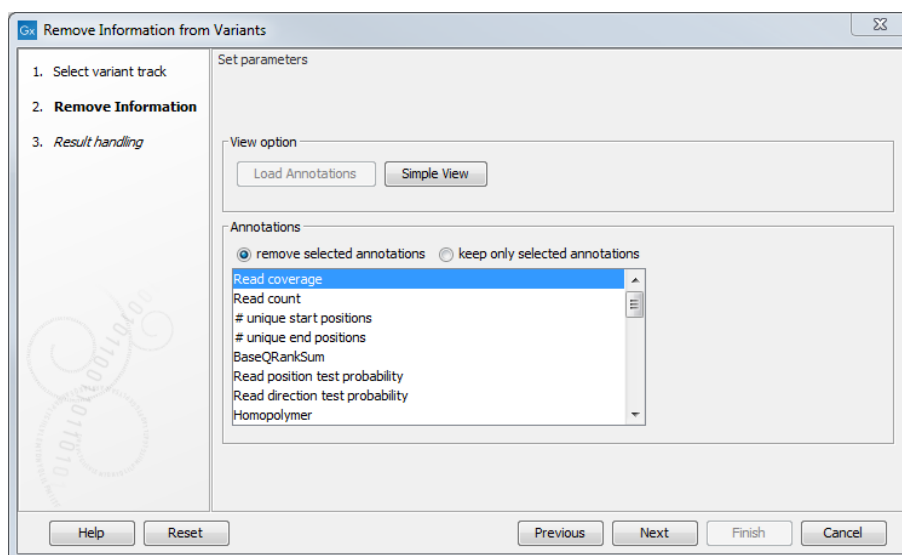 Gx Remove Information from Variants
1. Select variant track
2. Remove Information
3. Result handling
Set parameters
View option
Load Annotations Simple View
Annotations
remove selected annotations keep only selected annotations
Read coverage
Read count
# unique start positions
# unique end positions
BaseQRankSum
Read position test probability
Read direction test probability
Homopolymer
Help Reset Previous Next Finish Cancel